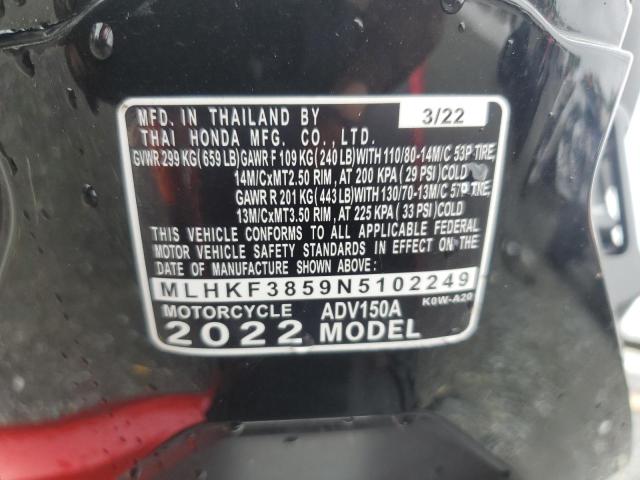 MFD. IN THAILAND BY 3/22
THAI HONDA MFG. CO., LTD.
GVWR 299 KG( 659 LB)GAWR F 109 KG( 240 LB)WITH 110/80-14M/C 53P TIRE,
14M/CxMT2.50 RIM, AT 200 KPA ( 29 PSI ) COLD
GAWR R 201 KG( 443 LB)WITH 130/70-13M/C 57P TIRE,
13M/CxMT3.50 RIM, AT 225 KPA ( 33 PSI ) COLD
THIS VEHICLE CONFORMS TO ALL APPLICABLE FEDERAL
MOTOR VEHICLE SAFETY STANDARDS IN EFFECT ON THE
DATE OF MANUFACTURE SHOWN ABOVE.
MLHKF3859N5102249
MOTORCYCLE ADV150A K0W-A20
2022 MODEL